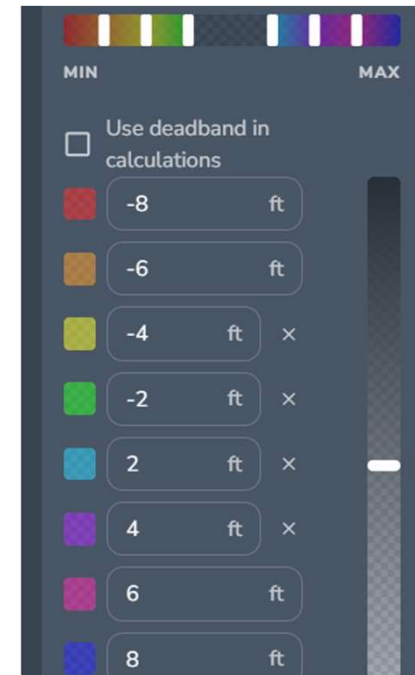 MIN MAX
Use deadband in
calculations
-8 ft
-6 ft
-4 ft ×
-2 ft ×
2 ft ×
4 ft ×
6 ft
8 ft